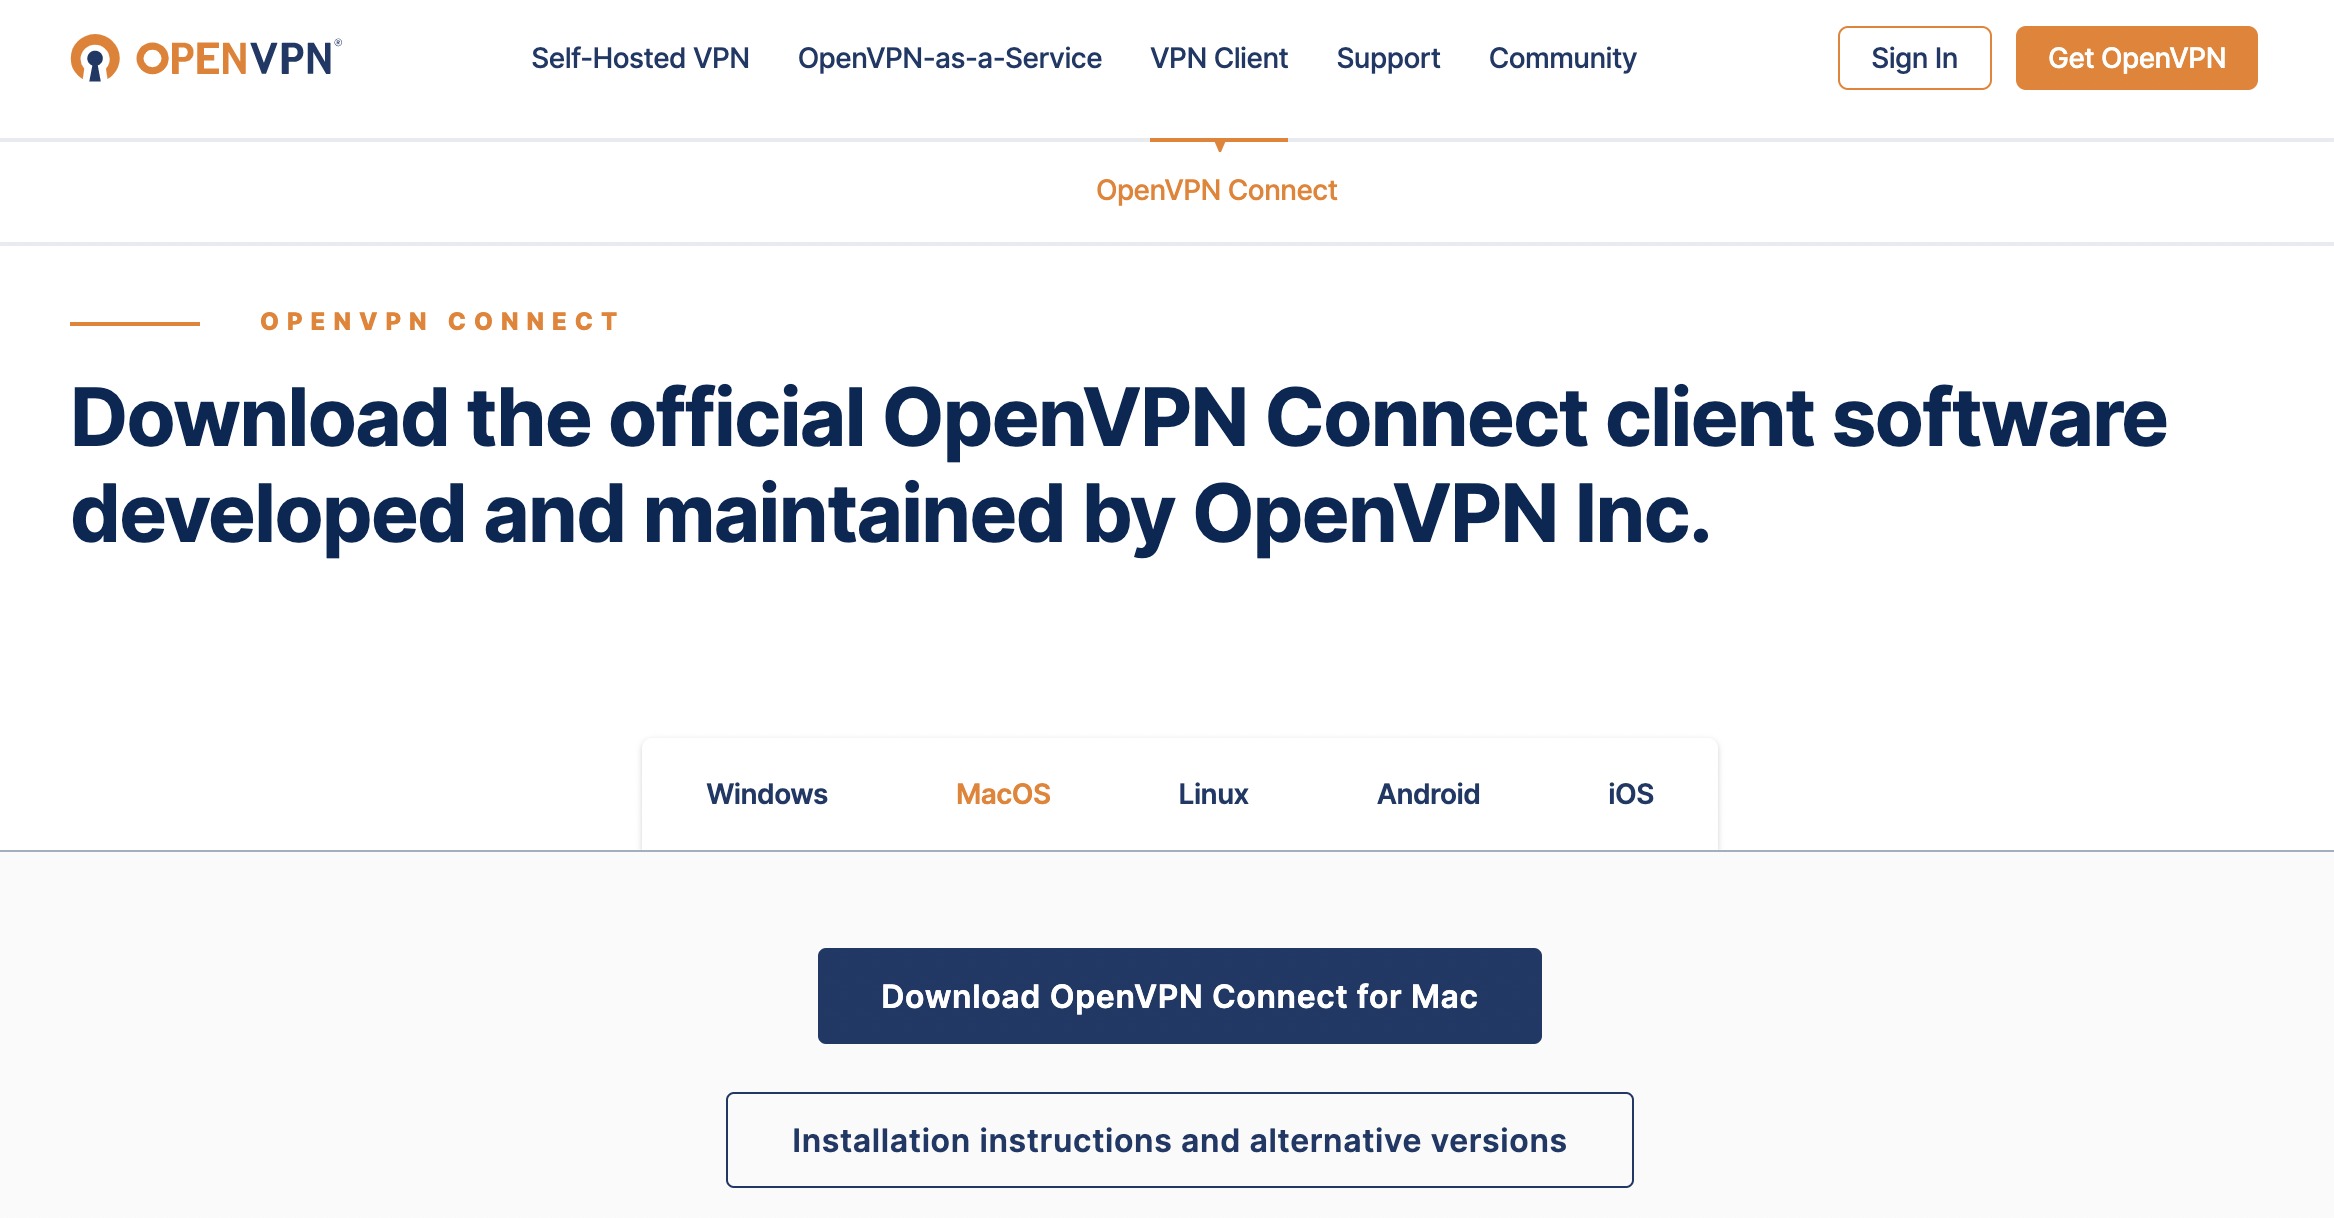 OPENVPN®
Self-Hosted VPN
OpenVPN-as-a-Service
VPN Client
Support
Community
Sign In
Get OpenVPN
OpenVPN Connect
OPENVPN CONNECT
Download the official OpenVPN Connect client software
developed and maintained by OpenVPN Inc.
Windows
MacOS
Linux
Android
iOS
Download OpenVPN Connect for Mac
Installation instructions and alternative versions